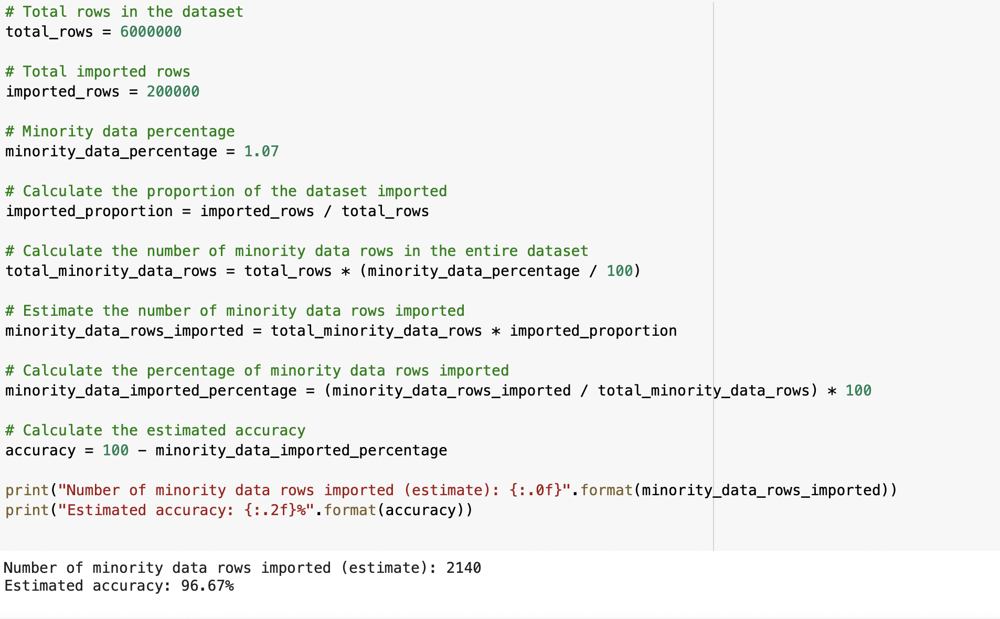 # Total rows in the dataset
total_rows = 6000000
# Total imported rows
imported_rows = 200000
# Minority data percentage
minority_data_percentage = 1.07
# Calculate the proportion of the dataset imported
imported_proportion = imported_rows / total_rows
# Calculate the number of minority data rows in the entire dataset
total_minority_data_rows = total_rows * (minority_data_percentage / 100)
# Estimate the number of minority data rows imported
minority_data_rows_imported = total_minority_data_rows * imported_proportion
# Calculate the percentage of minority data rows imported
minority_data_imported_percentage = (minority_data_rows_imported / total_minority_data_rows) * 100
# Calculate the estimated accuracy
accuracy = 100 - minority_data_imported_percentage
print("Number of minority data rows imported (estimate): {:.0f}".format(minority_data_rows_imported))
print("Estimated accuracy: {:.2f}%".format(accuracy))
Number of minority data rows imported (estimate): 2140
Estimated accuracy: 96.67%